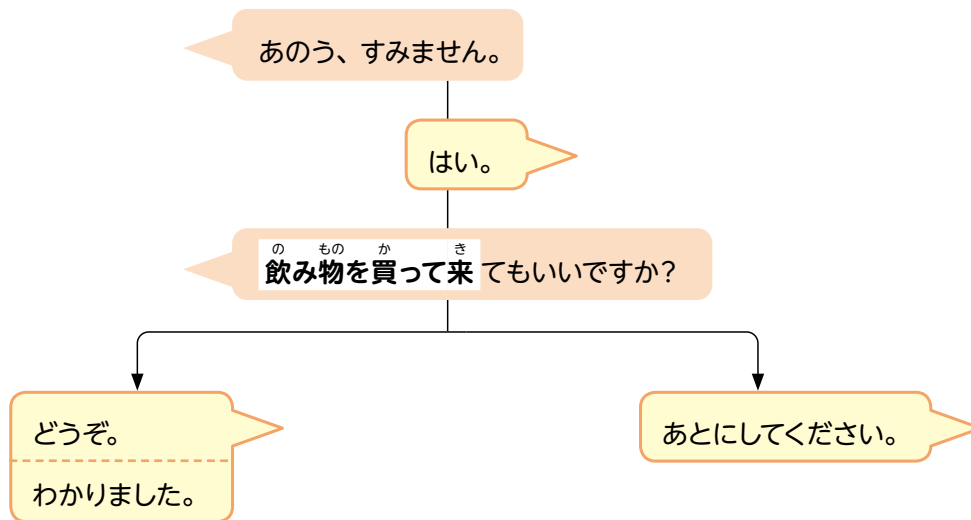 あのう、すみません。
はい。
の もの か き
飲み物を買って来てもいいですか？
どうぞ。
わかりました。
あとにしてください。